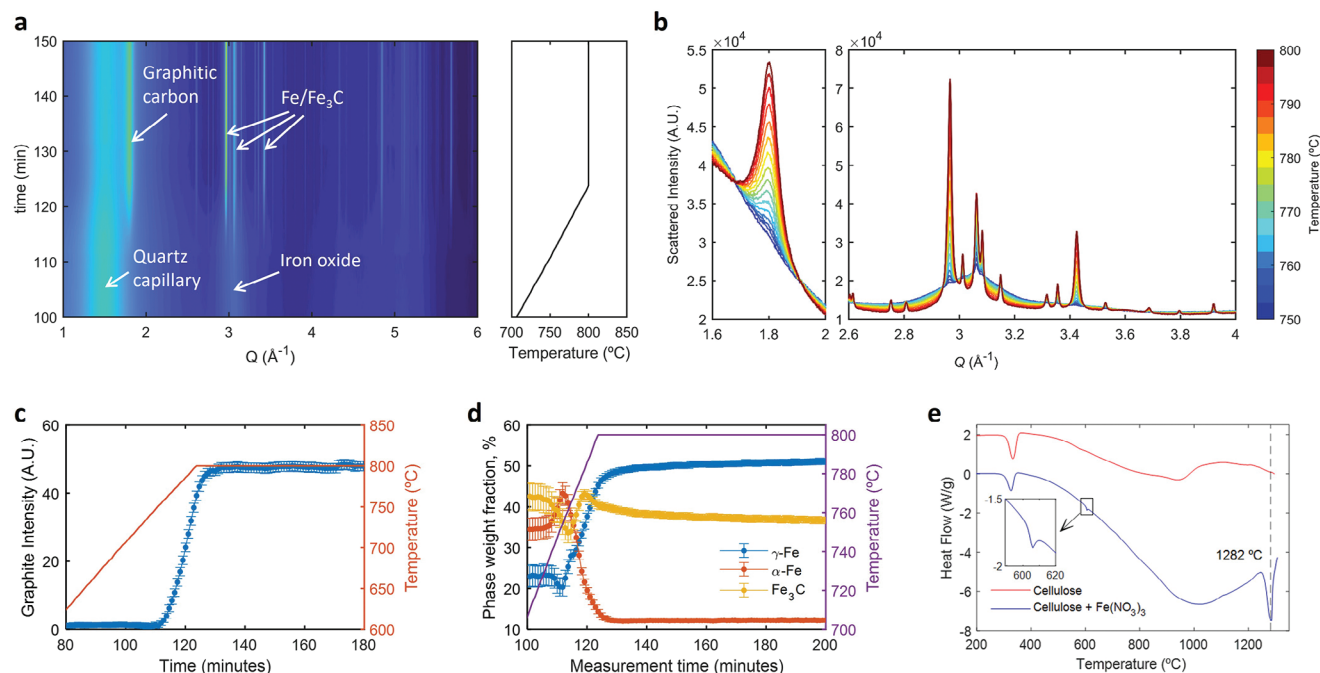 a
150
140
130
120
110
100
time (min)
Graphitic
carbon
Fe/Fe3C
Quartz
capillary
Iron oxide
1 2 3 4 5 6
Q (Å-1)
700 750 800 850
Temperature (ºC)
b
×10⁴
5.5
5
4.5
4
3.5
3
2.5
2
Scattered Intensity (A.U.)
1.6 1.8 2
×10⁴
8
7
6
5
4
3
2
1
2.6 2.8 3 3.2 3.4 3.6 3.8 4
Q (Å-1)
800
790
780
770
760
750
Temperature (ºC)
c
60
40
20
0
Graphite Intensity (A.U.)
80 100 120 140 160 180
Time (minutes)
850
800
750
700
650
600
Temperature (ºC)
d
60
50
40
30
20
10
Phase weight fraction, %
γ-Fe
α-Fe
Fe3C
100 120 140 160 180 200
Measurement time (minutes)
800
780
760
740
720
700
Temperature (ºC)
e
2
0
-2
-4
-6
-8
Heat Flow (W/g)
-1.5
-2
600 620
1282 ºC
Cellulose
Cellulose + Fe(NO3)3
200 400 600 800 1000 1200
Temperature (ºC)